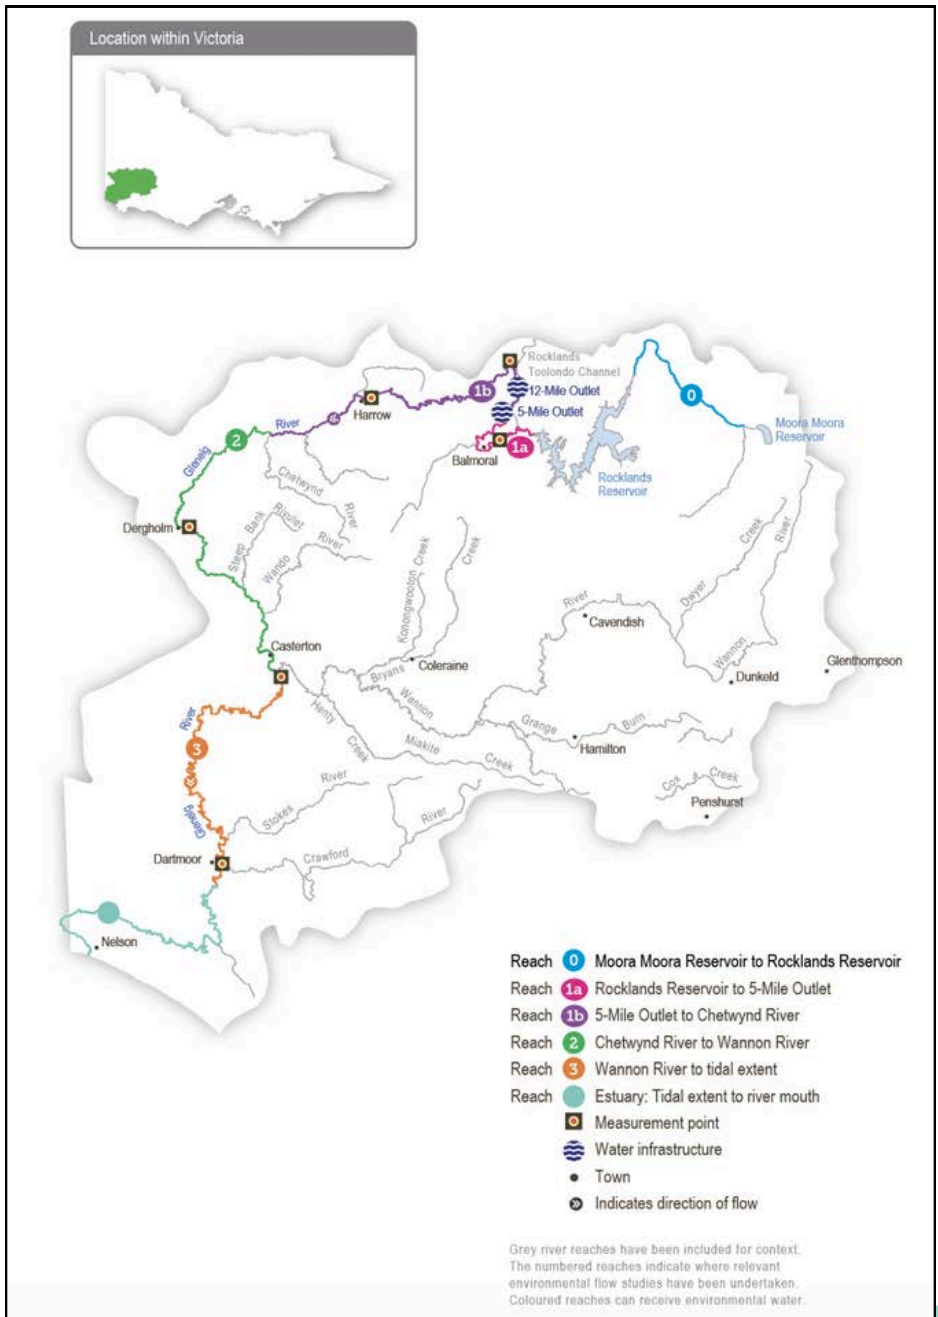 Location within Victoria
Rocklands
Toolondo Channel
12-Mile Outlet
1b
0
5-Mile Outlet
Harrow
River
2
Moora Moora
Reservoir
Balmoral
1a
Glenelg
Chetwynd
River
Rocklands
Reservoir
Dergholm
Steep Bank Rivulet
Wando River
Konongwooton Creek
Creek
Dwyer Creek
River
River
Cavendish
Casterton
Coleraine
Bryans
Wannon
Glenthompson
Dunkeld
Wannon
River
Henty
Creek
Grange Burn
Hamilton
Miakite
Creek
3
Cox Creek
Penshurst
Glenelg
Stokes River
River
Dartmoor
Crawford
Nelson
Reach 0 Moora Moora Reservoir to Rocklands Reservoir
Reach 1a Rocklands Reservoir to 5-Mile Outlet
Reach 1b 5-Mile Outlet to Chetwynd River
Reach 2 Chetwynd River to Wannon River
Reach 3 Wannon River to tidal extent
Reach Estuary: Tidal extent to river mouth
Measurement point
Water infrastructure
Town
Indicates direction of flow
Grey river reaches have been included for context.
The numbered reaches indicate where relevant
environmental flow studies have been undertaken.
Coloured reaches can receive environmental water.